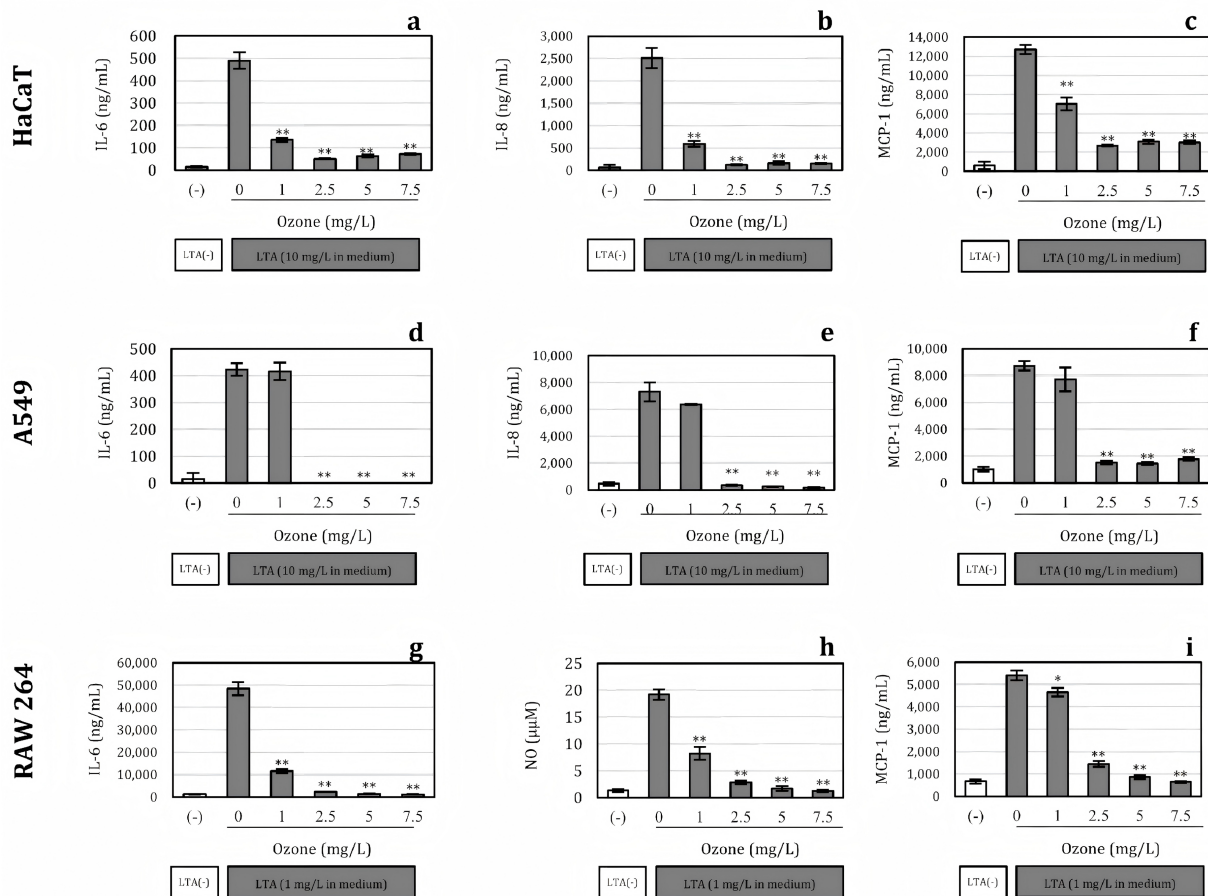 HaCaT
a
IL-6 (ng/mL)
600
500
400
300
200
100
0
**
**
**
**
(-) 0 1 2.5 5 7.5
Ozone (mg/L)
LTA(-) LTA (10 mg/L in medium)
b
IL-8 (ng/mL)
3,000
2,500
2,000
1,500
1,000
500
0
**
**
**
**
(-) 0 1 2.5 5 7.5
Ozone (mg/L)
LTA(-) LTA (10 mg/L in medium)
c
MCP-1 (ng/mL)
14,000
12,000
10,000
8,000
6,000
4,000
2,000
0
**
**
**
**
(-) 0 1 2.5 5 7.5
Ozone (mg/L)
LTA(-) LTA (10 mg/L in medium)
A549
d
IL-6 (ng/mL)
500
400
300
200
100
0
** ** **
(-) 0 1 2.5 5 7.5
Ozone (mg/L)
LTA(-) LTA (10 mg/L in medium)
e
IL-8 (ng/mL)
10,000
8,000
6,000
4,000
2,000
0
** ** **
(-) 0 1 2.5 5 7.5
Ozone (mg/L)
LTA(-) LTA (10 mg/L in medium)
f
MCP-1 (ng/mL)
10,000
8,000
6,000
4,000
2,000
0
** ** **
(-) 0 1 2.5 5 7.5
Ozone (mg/L)
LTA(-) LTA (10 mg/L in medium)
RAW 264
g
IL-6 (ng/mL)
60,000
50,000
40,000
30,000
20,000
10,000
0
**
** ** **
(-) 0 1 2.5 5 7.5
Ozone (mg/L)
LTA(-) LTA (1 mg/L in medium)
h
NO (μμM)
25
20
15
10
5
0
**
**
**
**
(-) 0 1 2.5 5 7.5
Ozone (mg/L)
LTA(-) LTA (1 mg/L in medium)
i
MCP-1 (ng/mL)
6,000
5,000
4,000
3,000
2,000
1,000
0
*
**
**
**
(-) 0 1 2.5 5 7.5
Ozone (mg/L)
LTA(-) LTA (1 mg/L in medium)